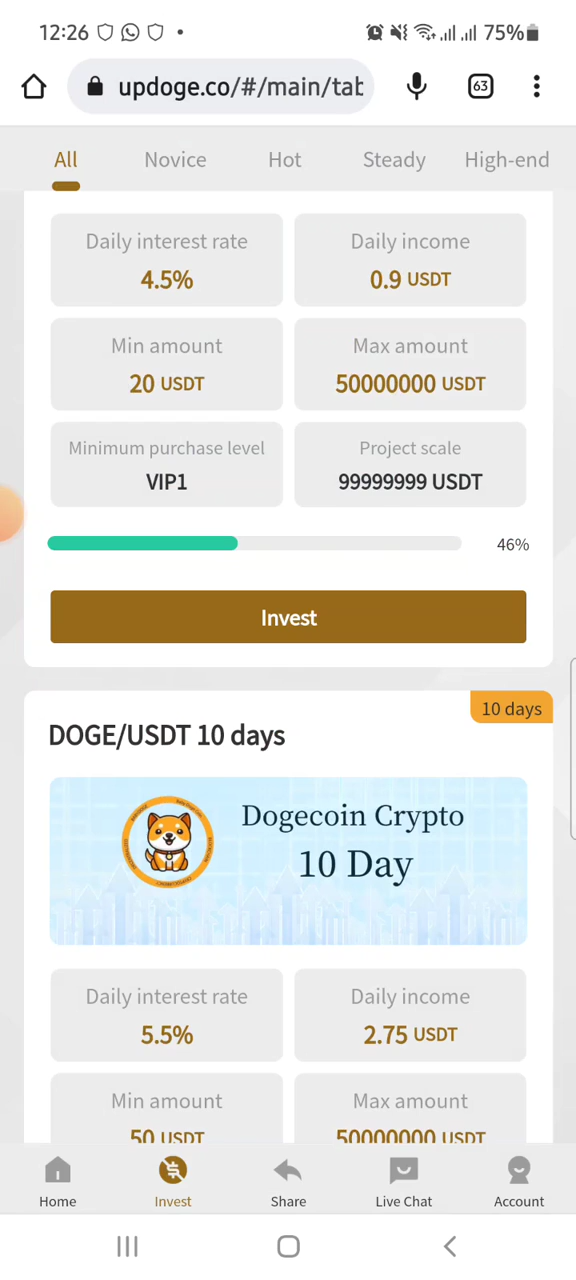 12:26
75%
updoge.co/#/main/tab
63
All Novice Hot Steady High-end
Daily interest rate Daily income
4.5% 0.9 USDT
Min amount Max amount
20 USDT 50000000 USDT
Minimum purchase level Project scale
VIP1 99999999 USDT
46%
Invest
10 days
DOGE/USDT 10 days
Dogecoin Crypto
10 Day
Daily interest rate Daily income
5.5% 2.75 USDT
Min amount Max amount
50 USDT 50000000 USDT
Home Invest Share Live Chat Account